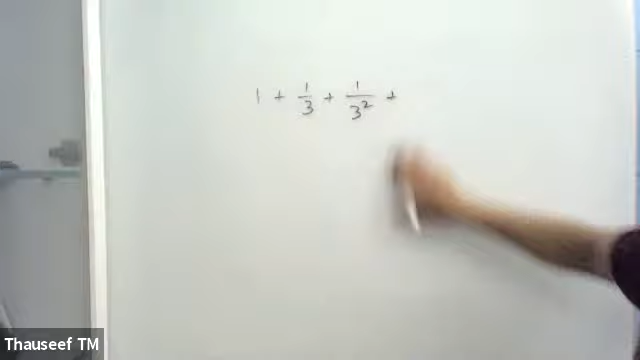 1 + 1/3 + 1/3² +
Thauseef TM